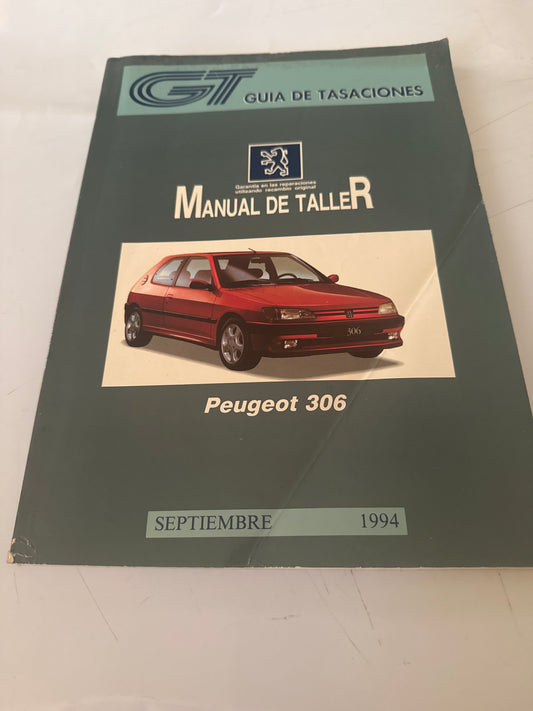 GT GUIA DE TASACIONES
Garantía en las reparaciones
utilizando recambio original
MANUAL DE TALLER
306
Peugeot 306
SEPTIEMBRE 1994